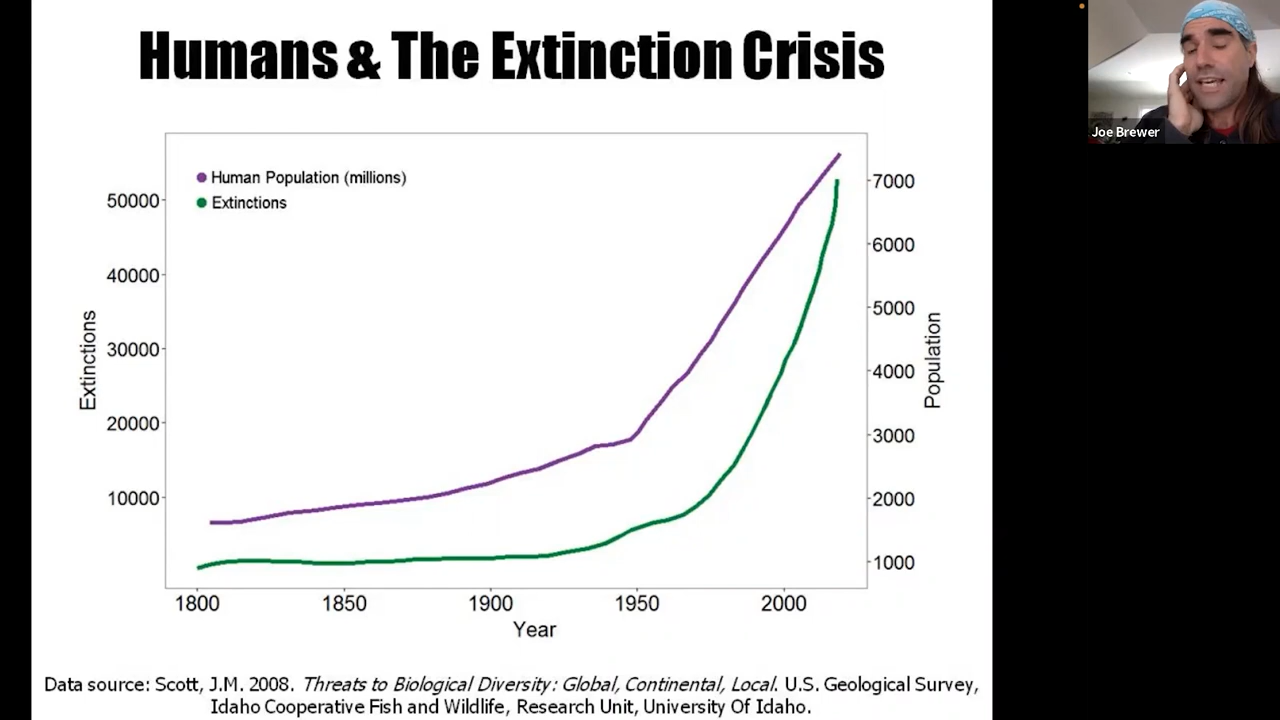 Humans & The Extinction Crisis
Joe Brewer
Human Population (millions)
Extinctions
50000
40000
30000
20000
10000
Extinctions
7000
6000
5000
4000
3000
2000
1000
Population
1800 1850 1900 1950 2000
Year
Data source: Scott, J.M. 2008. Threats to Biological Diversity: Global, Continental, Local. U.S. Geological Survey,
Idaho Cooperative Fish and Wildlife, Research Unit, University Of Idaho.